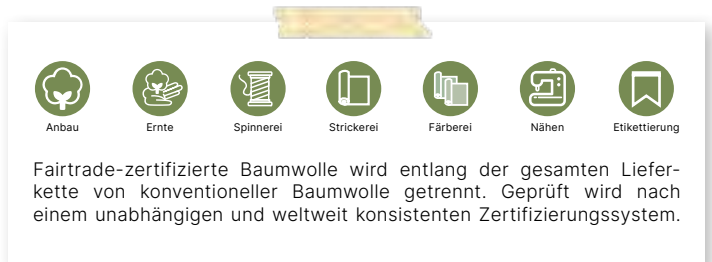 Anbau Ernte Spinnerei Strickerei Färberei Nähen Etikettierung
Fairtrade-zertifizierte Baumwolle wird entlang der gesamten Liefer-
kette von konventioneller Baumwolle getrennt. Geprüft wird nach
einem unabhängigen und weltweit konsistenten Zertifizierungssystem.